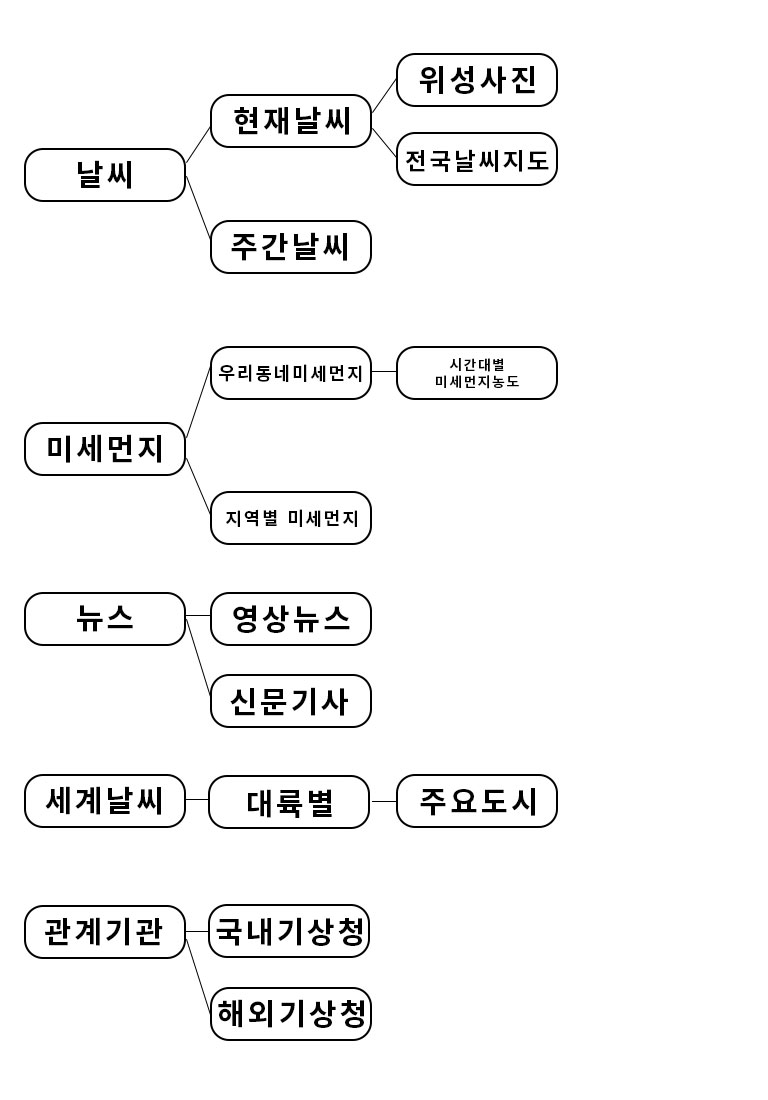 날씨
현재날씨
위성사진
전국날씨지도
주간날씨
미세먼지
우리동네미세먼지
시간대별
미세먼지농도
지역별 미세먼지
뉴스
영상뉴스
신문기사
세계날씨
대륙별
주요도시
관계기관
국내기상청
해외기상청